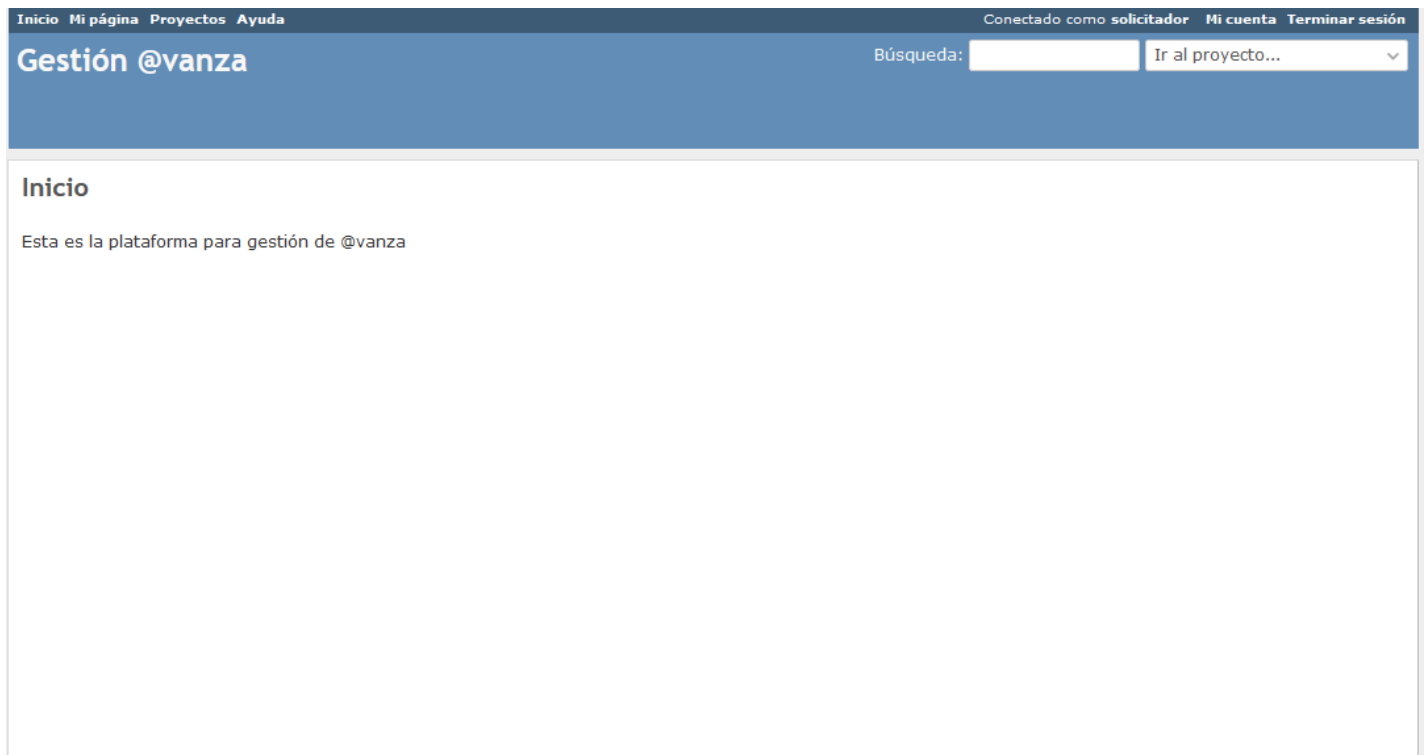 Inicio Mi página Proyectos Ayuda Conectado como solicitador Mi cuenta Terminar sesión
Gestión @vanza Búsqueda: Ir al proyecto...
Inicio
Esta es la plataforma para gestión de @vanza